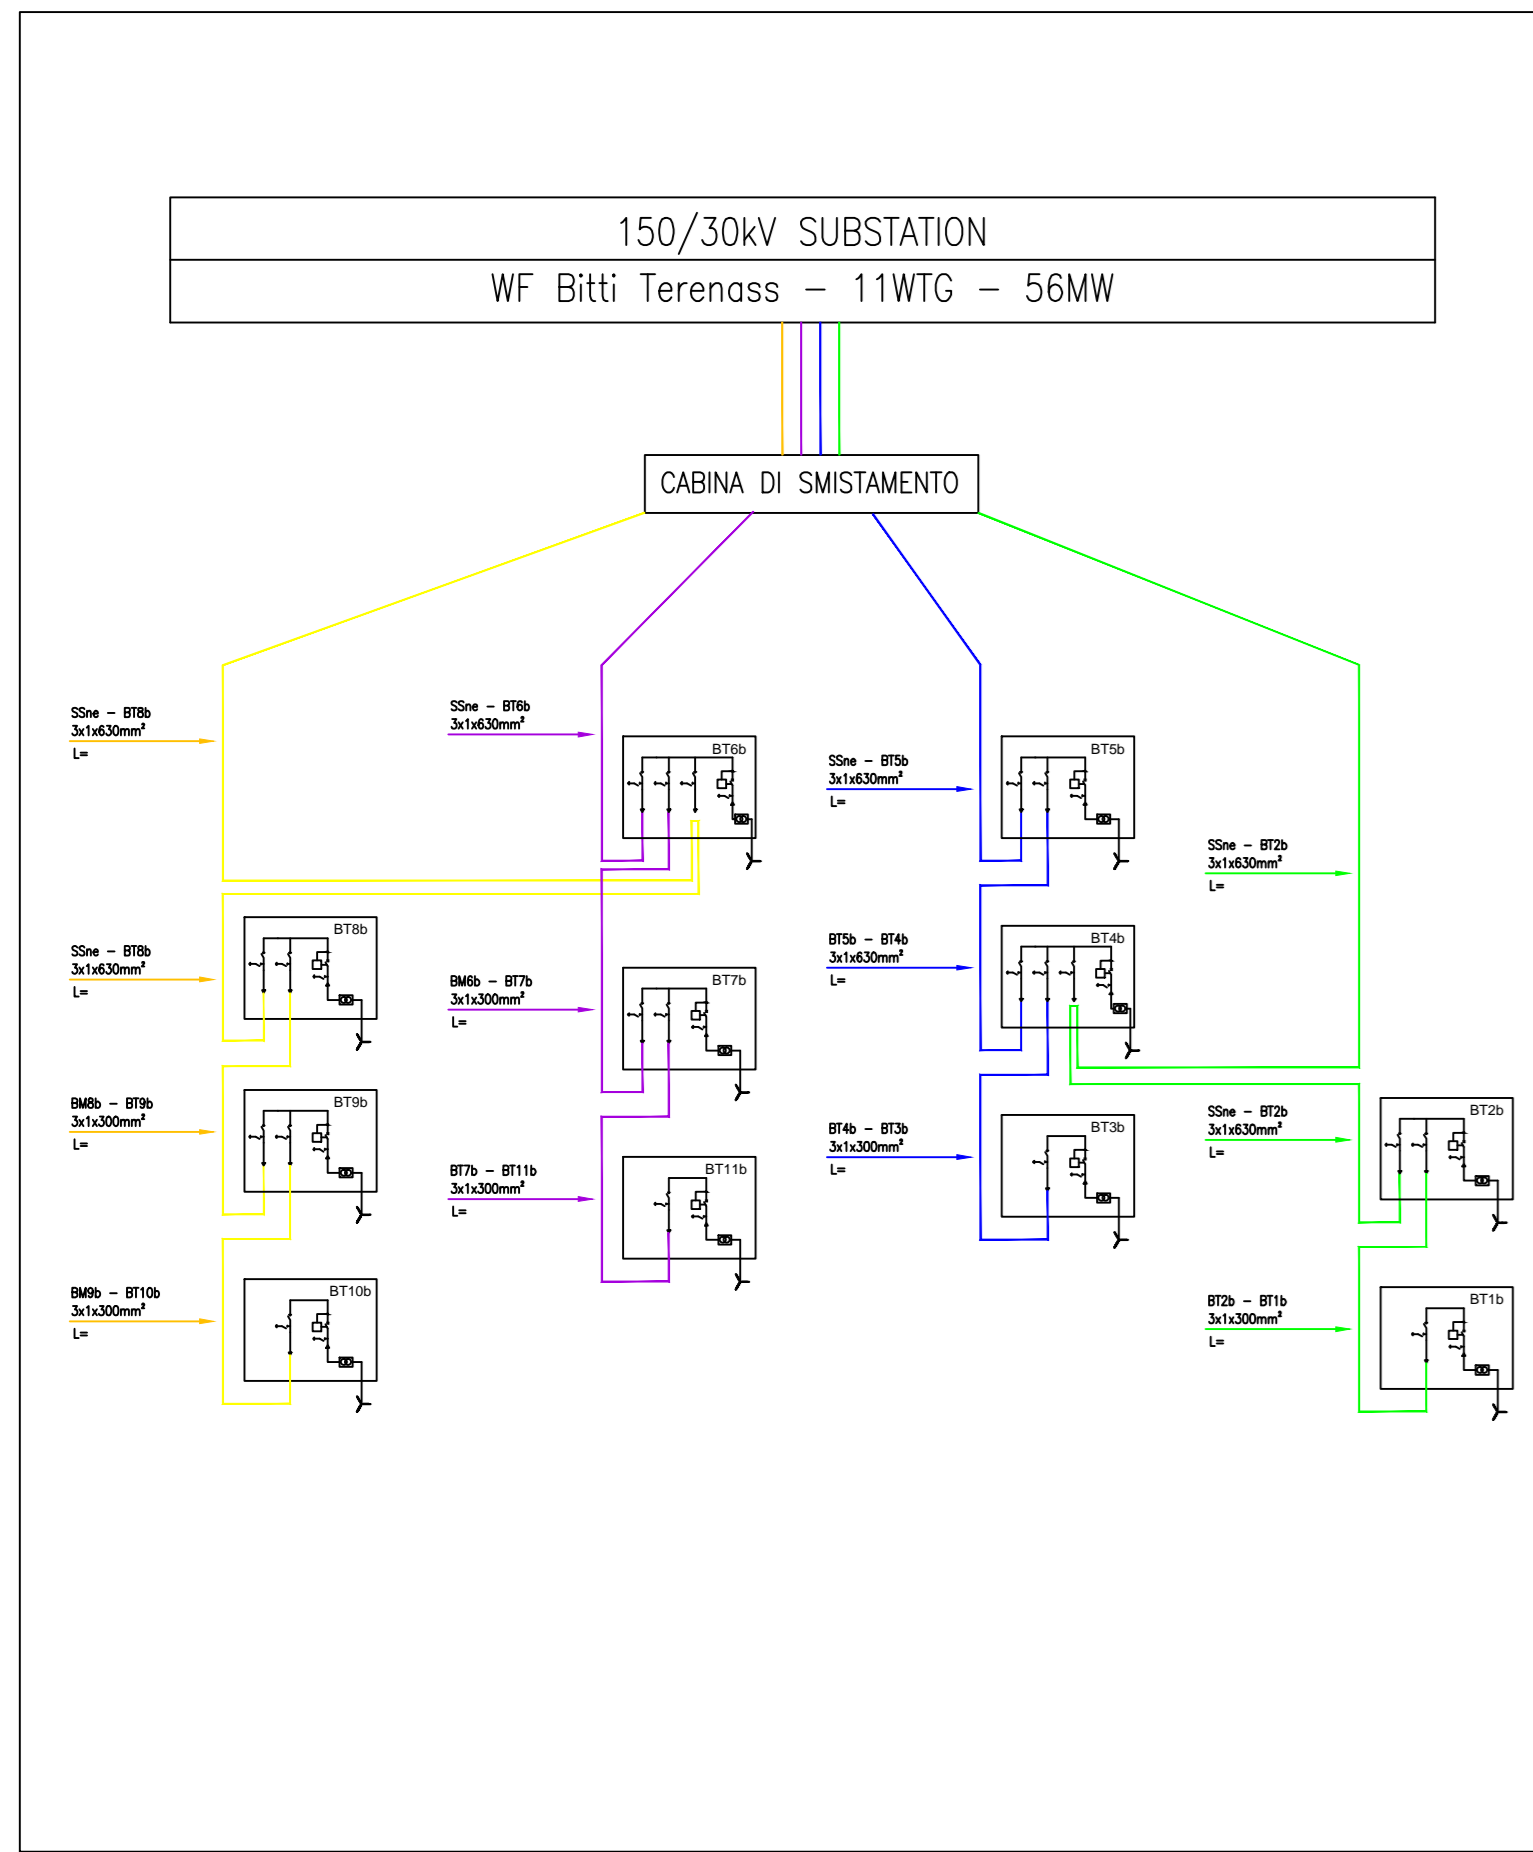 150/30kV SUBSTATION
WF Bitti Terenass - 11WTG - 56MW
CABINA DI SMISTAMENTO
SSne - BT8b
3x1x630mm²
L=
SSne - BT8b
3x1x630mm²
L=
BM8b - BT9b
3x1x300mm²
L=
BM9b - BT10b
3x1x300mm²
L=
BT8b
BT9b
BT10b
SSne - BT6b
3x1x630mm²
BM6b - BT7b
3x1x300mm²
L=
BT7b - BT11b
3x1x300mm²
L=
BT6b
BT7b
BT11b
SSne - BT5b
3x1x630mm²
L=
BT5b - BT4b
3x1x630mm²
L=
BT4b - BT3b
3x1x300mm²
L=
BT5b
BT4b
BT3b
SSne - BT2b
3x1x630mm²
L=
SSne - BT2b
3x1x630mm²
L=
BT2b - BT1b
3x1x300mm²
L=
BT2b
BT1b